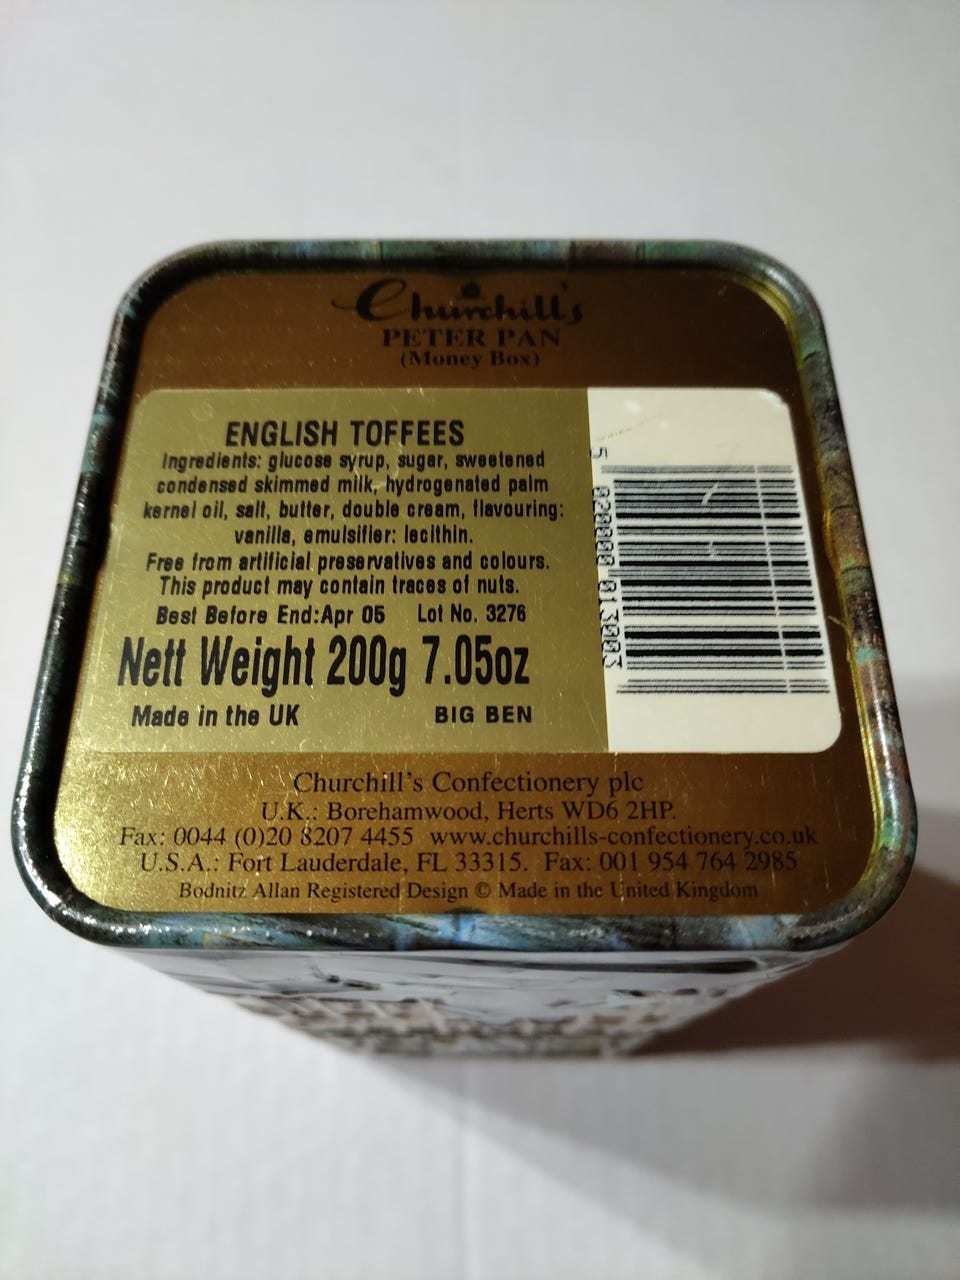 Churchill's
PETER PAN
(Money Box)
ENGLISH TOFFEES
Ingredients: glucose syrup, sugar, sweetened
condensed skimmed milk, hydrogenated palm
kernel oil, salt, butter, double cream, flavouring:
vanilla, emulsifier: lecithin.
Free from artificial preservatives and colours.
This product may contain traces of nuts.
Best Before End:Apr 05 Lot No. 3276
Nett Weight 200g 7.05oz
Made in the UK BIG BEN
5 020000 013003
Churchill's Confectionery plc
U.K.: Borehamwood, Herts WD6 2HP.
Fax: 0044 (0)20 8207 4455 www.churchills-confectionery.co.uk
U.S.A.: Fort Lauderdale, FL 33315. Fax: 001 954 764 2985
Bodnitz Allan Registered Design © Made in the United Kingdom